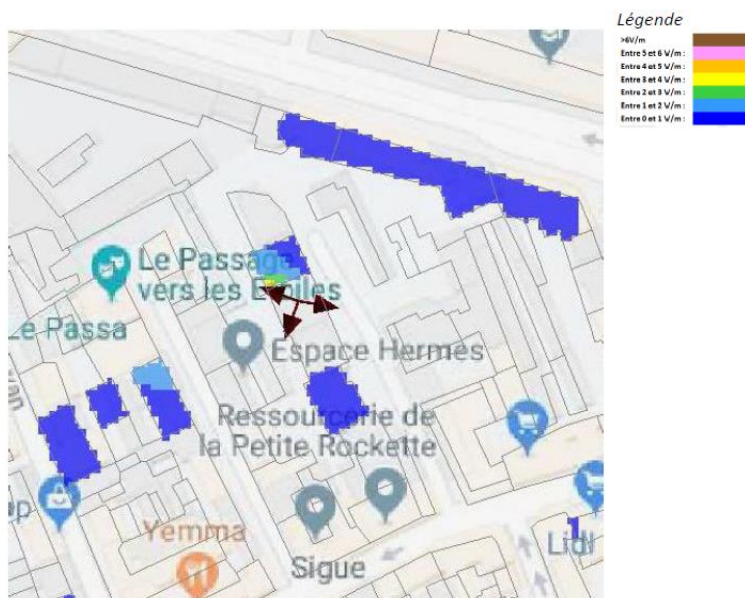 Légende
>6V/m
Entre 5 et 6 V/m :
Entre 4 et 5 V/m :
Entre 3 et 4 V/m :
Entre 2 et 3 V/m :
Entre 1 et 2 V/m :
Entre 0 et 1 V/m :
Le Passage
vers les Etoiles
Le Passa
Espace Hermes
Ressourcerie de
la Petite Rockette
op
Yemma
Sigue
Lidl